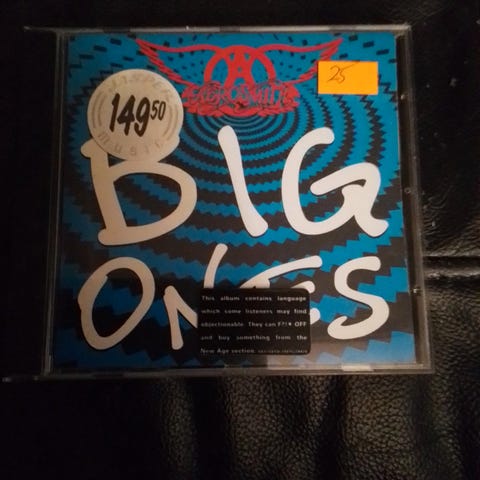 AEROSMITH
25
149 50
MUSIC
BIG
ONES
This album contains language
which some listeners may find
objectionable. They can F?!* OFF
and buy something from the
New Age section.